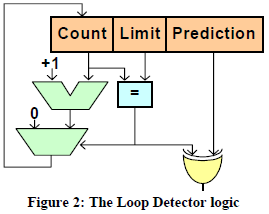 Count Limit Prediction
+1
=
0
Figure 2: The Loop Detector logic